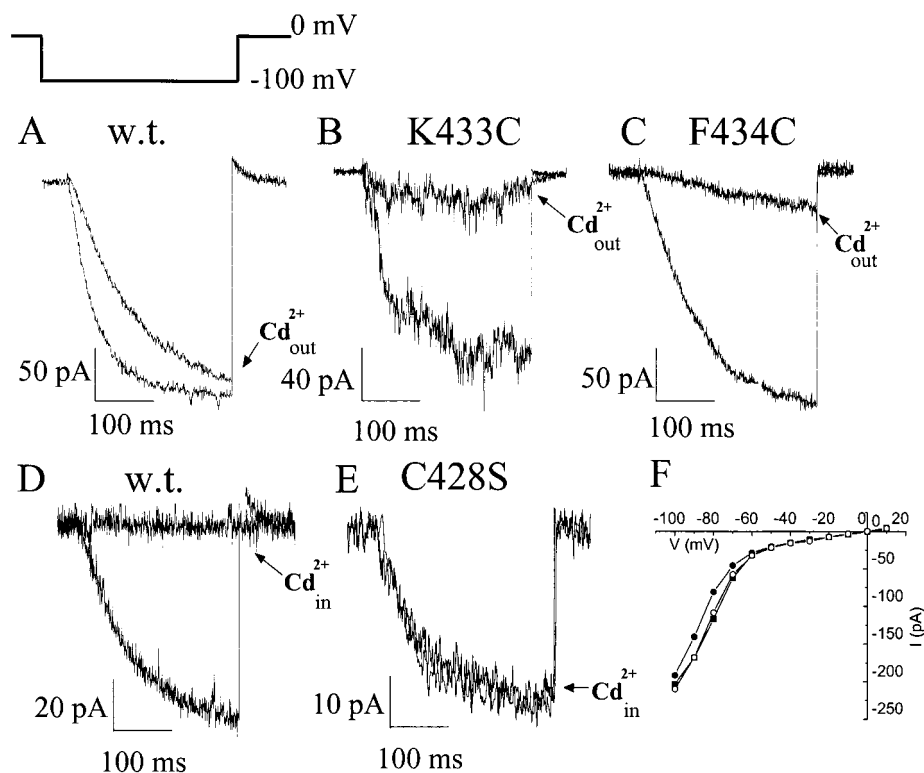 0 mV
-100 mV
A w.t.
B K433C
C F434C
Cd2+out
Cd2+out
Cd2+out
50 pA
100 ms
40 pA
100 ms
50 pA
100 ms
D w.t.
E C428S
F
Cd2+in
Cd2+in
20 pA
100 ms
10 pA
100 ms
-100 -80 -60 -40 -20 0 20
V (mV)
0
-50
-100
-150
-200
-250
I (pA)